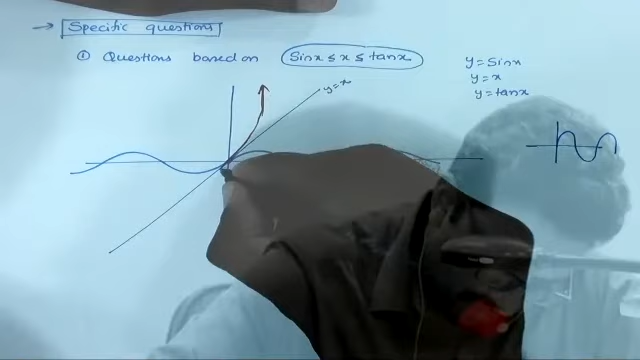 → Specific questions
① Questions based on Sinx ≤ x ≤ tanx
y = Sinx
y = x
y = tanx
y = x